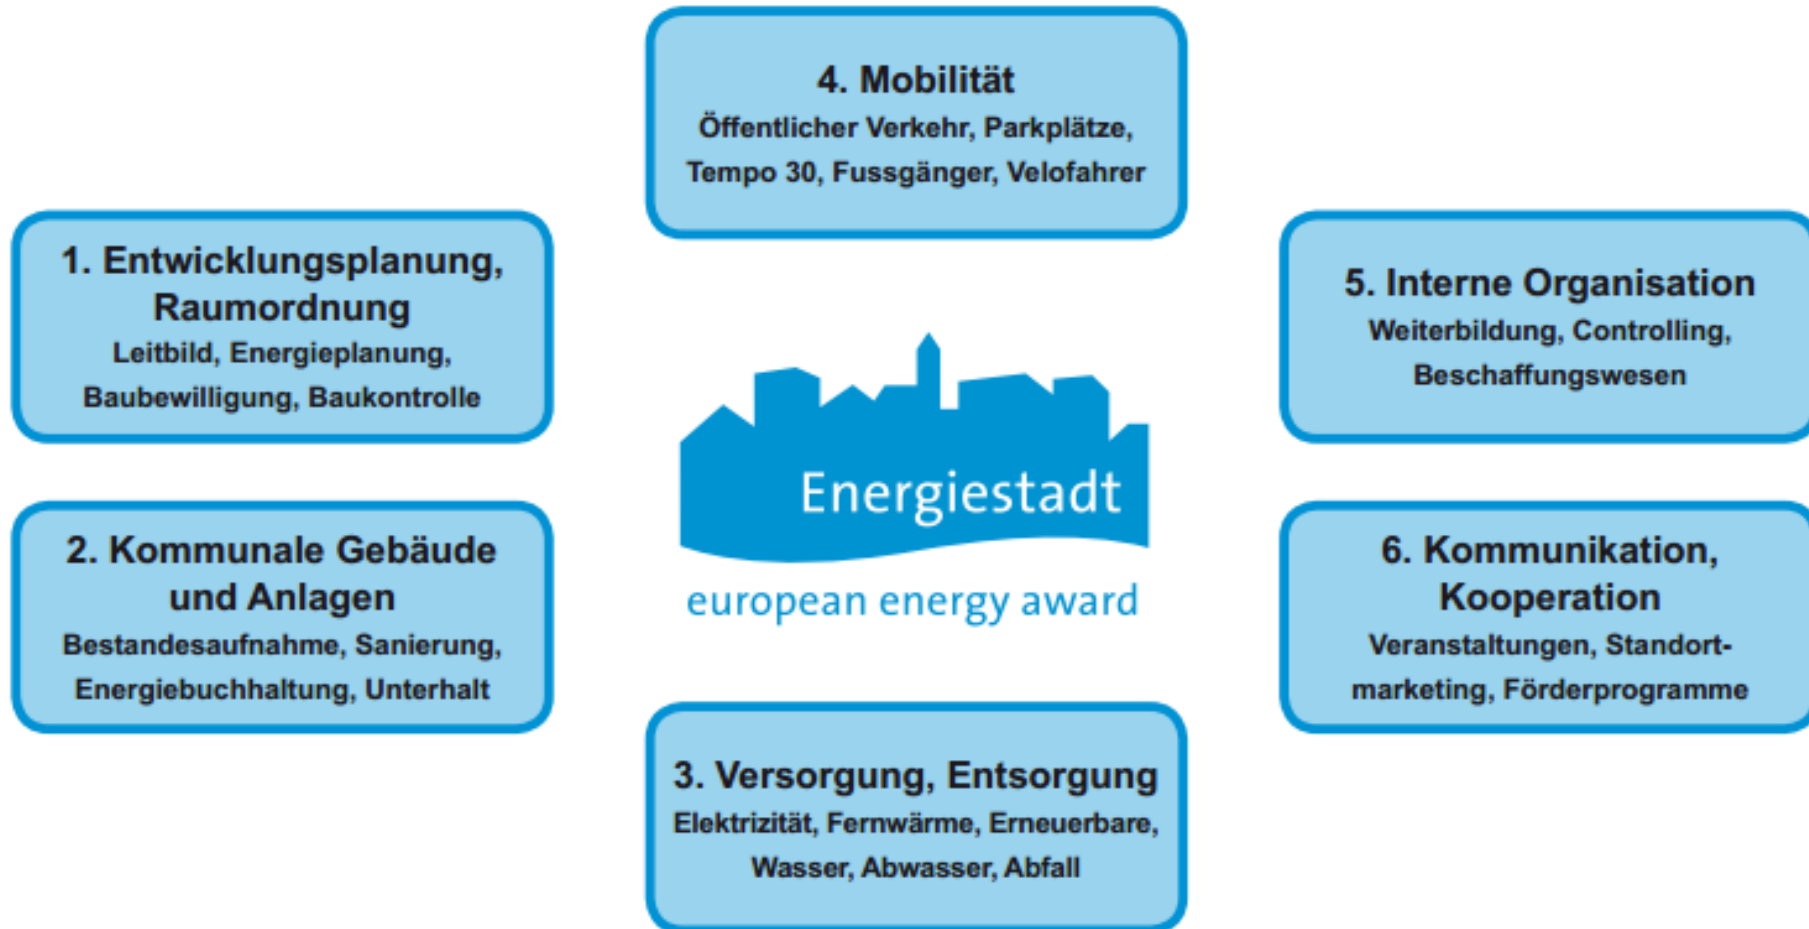 4. Mobilität
Öffentlicher Verkehr, Parkplätze,
Tempo 30, Fussgänger, Velofahrer
1. Entwicklungsplanung,
Raumordnung
Leitbild, Energieplanung,
Baubewilligung, Baukontrolle
5. Interne Organisation
Weiterbildung, Controlling,
Beschaffungswesen
Energiestadt
european energy award
2. Kommunale Gebäude
und Anlagen
Bestandesaufnahme, Sanierung,
Energiebuchhaltung, Unterhalt
6. Kommunikation,
Kooperation
Veranstaltungen, Standort-
marketing, Förderprogramme
3. Versorgung, Entsorgung
Elektrizität, Fernwärme, Erneuerbare,
Wasser, Abwasser, Abfall